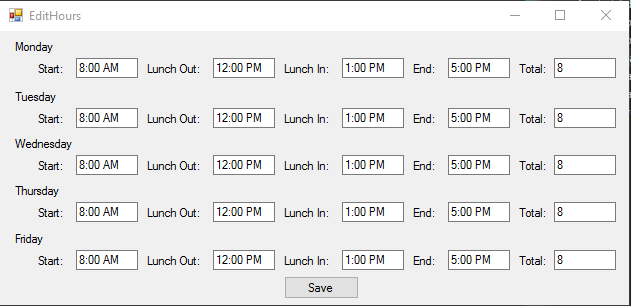 EditHours
Monday
Start: 8:00 AM Lunch Out: 12:00 PM Lunch In: 1:00 PM End: 5:00 PM Total: 8
Tuesday
Start: 8:00 AM Lunch Out: 12:00 PM Lunch In: 1:00 PM End: 5:00 PM Total: 8
Wednesday
Start: 8:00 AM Lunch Out: 12:00 PM Lunch In: 1:00 PM End: 5:00 PM Total: 8
Thursday
Start: 8:00 AM Lunch Out: 12:00 PM Lunch In: 1:00 PM End: 5:00 PM Total: 8
Friday
Start: 8:00 AM Lunch Out: 12:00 PM Lunch In: 1:00 PM End: 5:00 PM Total: 8
Save